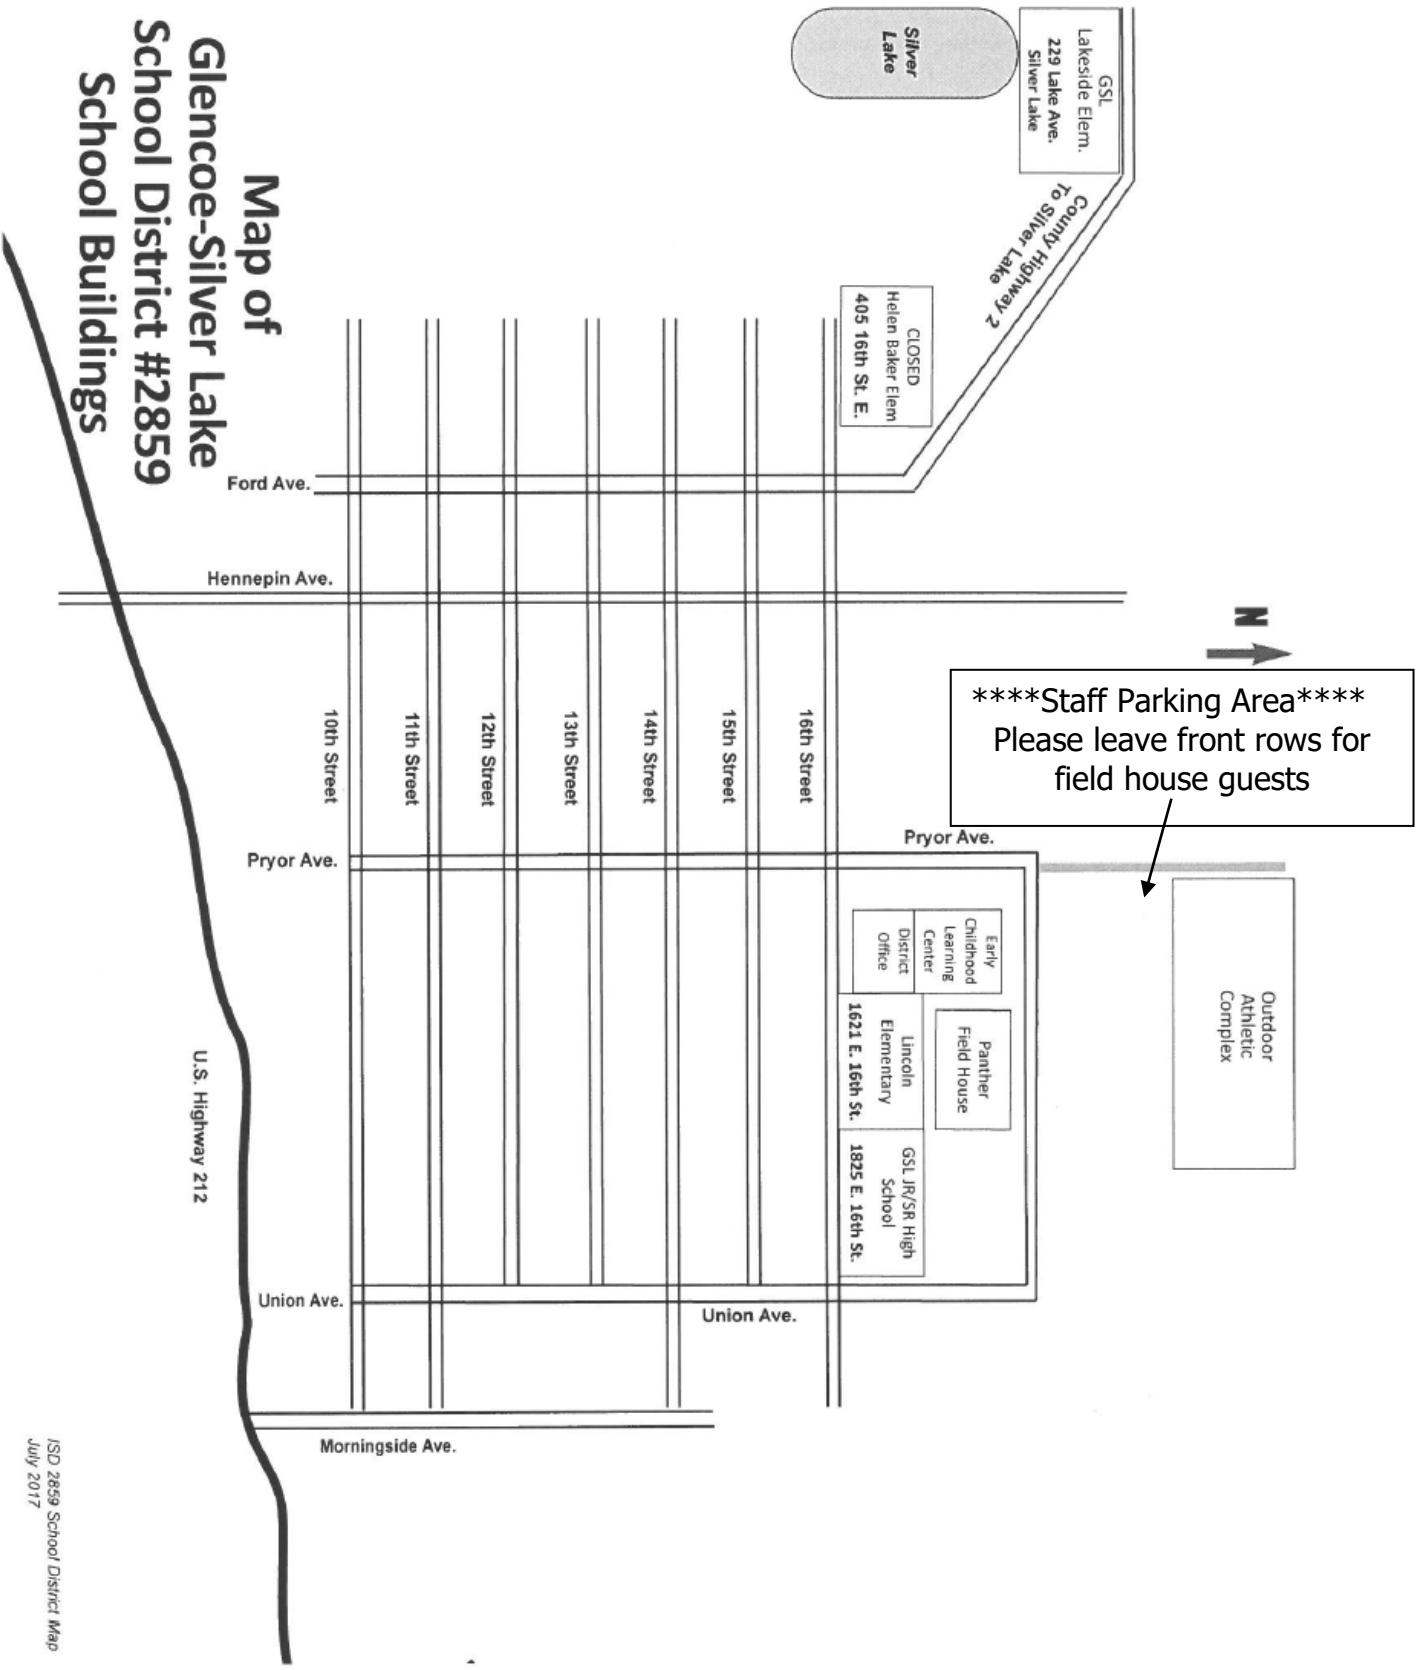 Map of
Glencoe-Silver Lake
School District #2859
School Buildings
Silver
Lake
GSL
Lakeside Elem.
229 Lake Ave.
Silver Lake
County Highway 2
To Silver Lake
CLOSED
Helen Baker Elem
405 16th St. E.
Ford Ave.
Hennepin Ave.
N
****Staff Parking Area****
Please leave front rows for
field house guests
10th Street
11th Street
12th Street
13th Street
14th Street
15th Street
16th Street
Pryor Ave.
Pryor Ave.
Early
Childhood
Learning
Center
District
Office
Panther
Field House
Lincoln
Elementary
1621 E. 16th St.
GSL JR/SR High
School
1825 E. 16th St.
Outdoor
Athletic
Complex
U.S. Highway 212
Union Ave.
Union Ave.
Morningside Ave.
ISD 2859 School District Map
July 2017